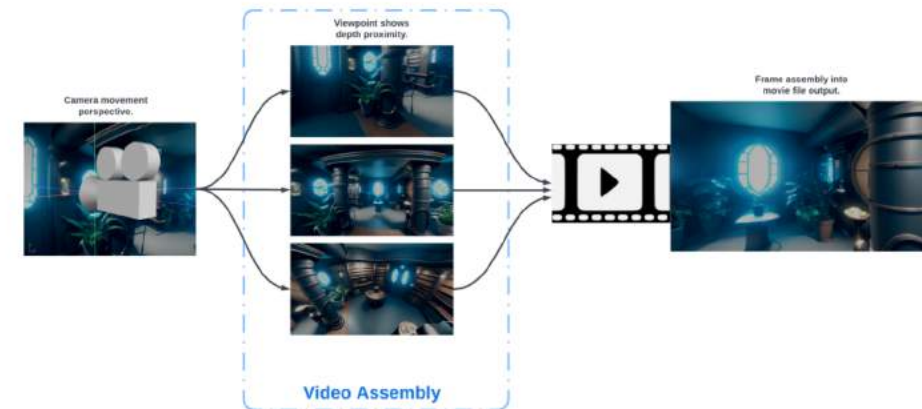 Camera movement
perspective.
Viewpoint shows
depth proximity.
Video Assembly
Frame assembly into
movie file output.